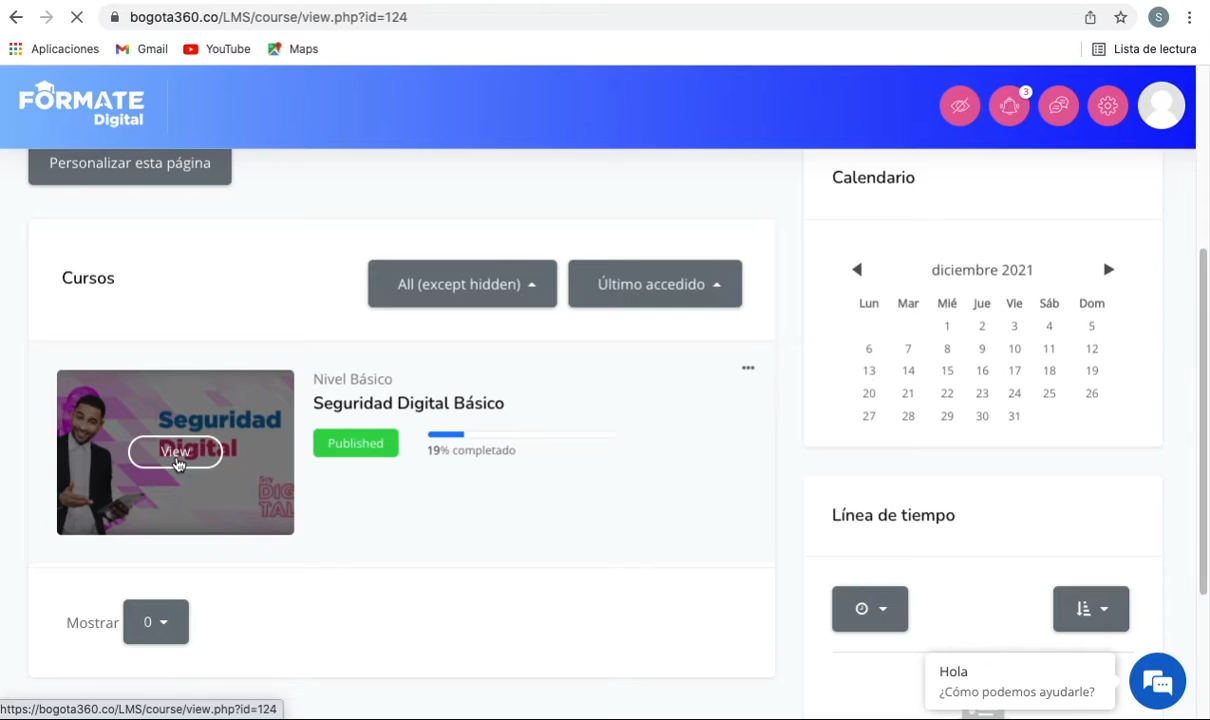 bogota360.co/LMS/course/view.php?id=124
S
Aplicaciones
Gmail
YouTube
Maps
Lista de lectura
FÓRMATE
Digital
3
Personalizar esta página
Cursos
All (except hidden)
Último accedido
Seguridad
Digital
View
DIGI
TAL
Nivel Básico
Seguridad Digital Básico
Published
19% completado
Mostrar
0
Calendario
diciembre 2021
Lun Mar Mié Jue Vie Sáb Dom
1 2 3 4 5
6 7 8 9 10 11 12
13 14 15 16 17 18 19
20 21 22 23 24 25 26
27 28 29 30 31
Línea de tiempo
Hola
¿Cómo podemos ayudarle?
https://bogota360.co/LMS/course/view.php?id=124